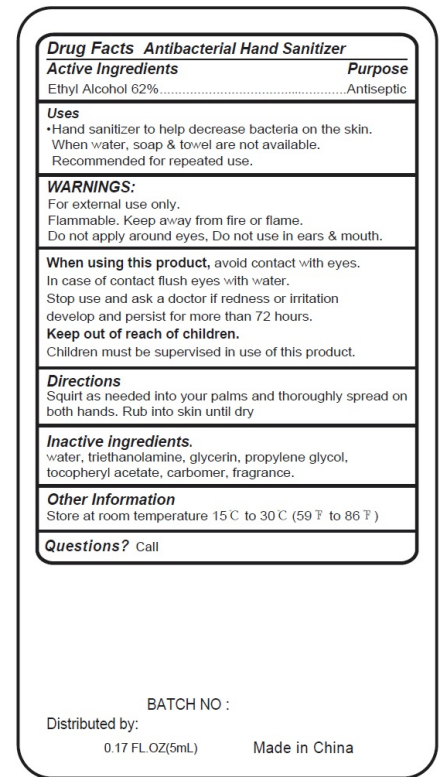 Drug Facts Antibacterial Hand Sanitizer
Active Ingredients Purpose
Ethyl Alcohol 62%................................................Antiseptic
Uses
•Hand sanitizer to help decrease bacteria on the skin.
When water, soap & towel are not available.
Recommended for repeated use.
WARNINGS:
For external use only.
Flammable. Keep away from fire or flame.
Do not apply around eyes, Do not use in ears & mouth.
When using this product, avoid contact with eyes.
In case of contact flush eyes with water.
Stop use and ask a doctor if redness or irritation
develop and persist for more than 72 hours.
Keep out of reach of children.
Children must be supervised in use of this product.
Directions
Squirt as needed into your palms and thoroughly spread on
both hands. Rub into skin until dry
Inactive ingredients.
water, triethanolamine, glycerin, propylene glycol,
tocopheryl acetate, carbomer, fragrance.
Other Information
Store at room temperature 15℃ to 30℃ (59℉ to 86℉)
Questions? Call
BATCH NO :
Distributed by:
0.17 FL.OZ(5mL) Made in China